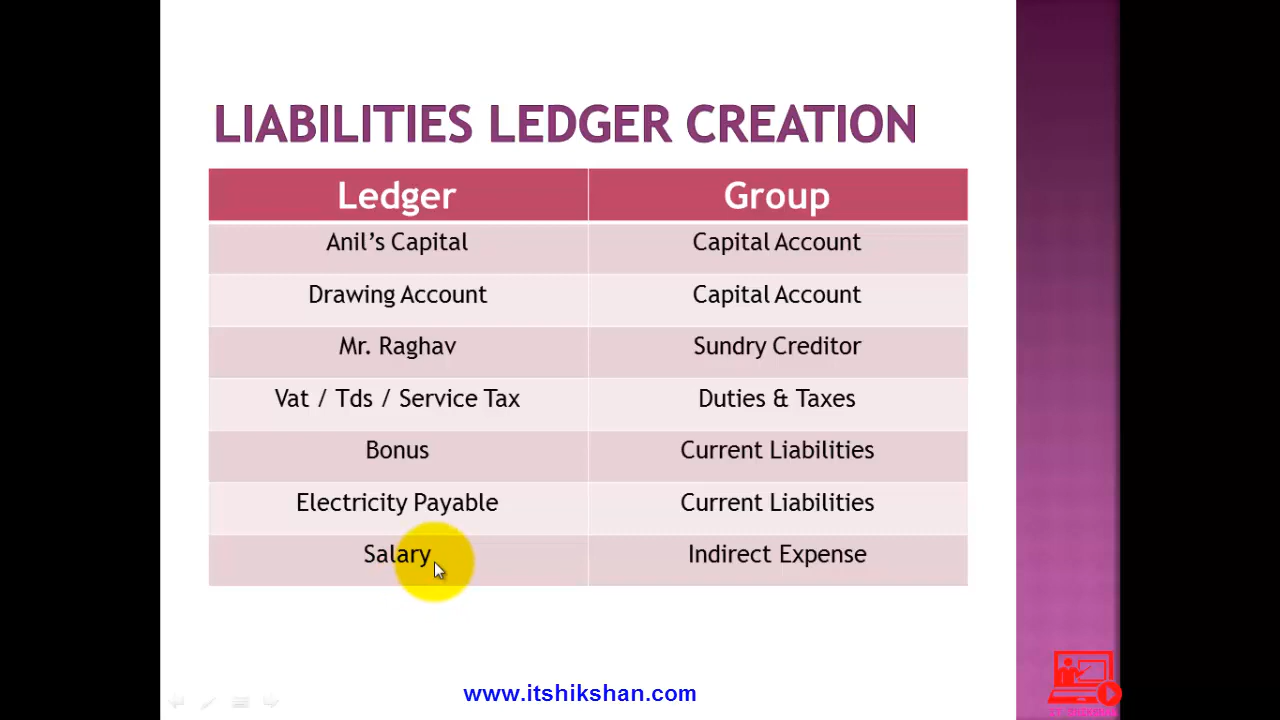 LIABILITIES LEDGER CREATION
Ledger Group
Anil’s Capital Capital Account
Drawing Account Capital Account
Mr. Raghav Sundry Creditor
Vat / Tds / Service Tax Duties & Taxes
Bonus Current Liabilities
Electricity Payable Current Liabilities
Salary Indirect Expense
www.itshikshan.com